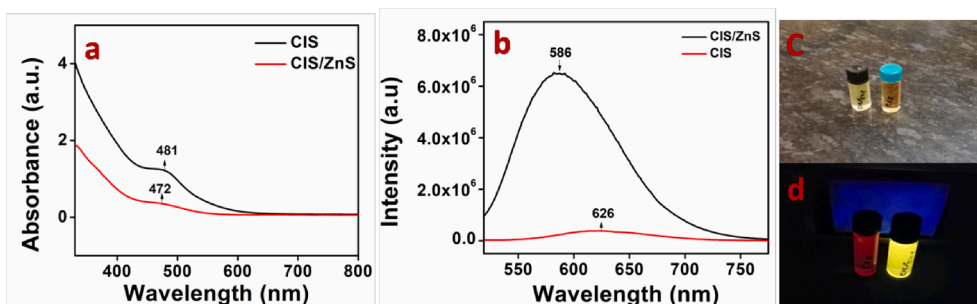 a
CIS
CIS/ZnS
4
2
0
481
472
400
500
600
700
800
Absorbance (a.u.)
Wavelength (nm)
b
CIS/ZnS
CIS
8.0x10⁶
6.0x10⁶
4.0x10⁶
2.0x10⁶
0.0
586
626
550
600
650
700
750
Intensity (a.u)
Wavelength (nm)
c
d